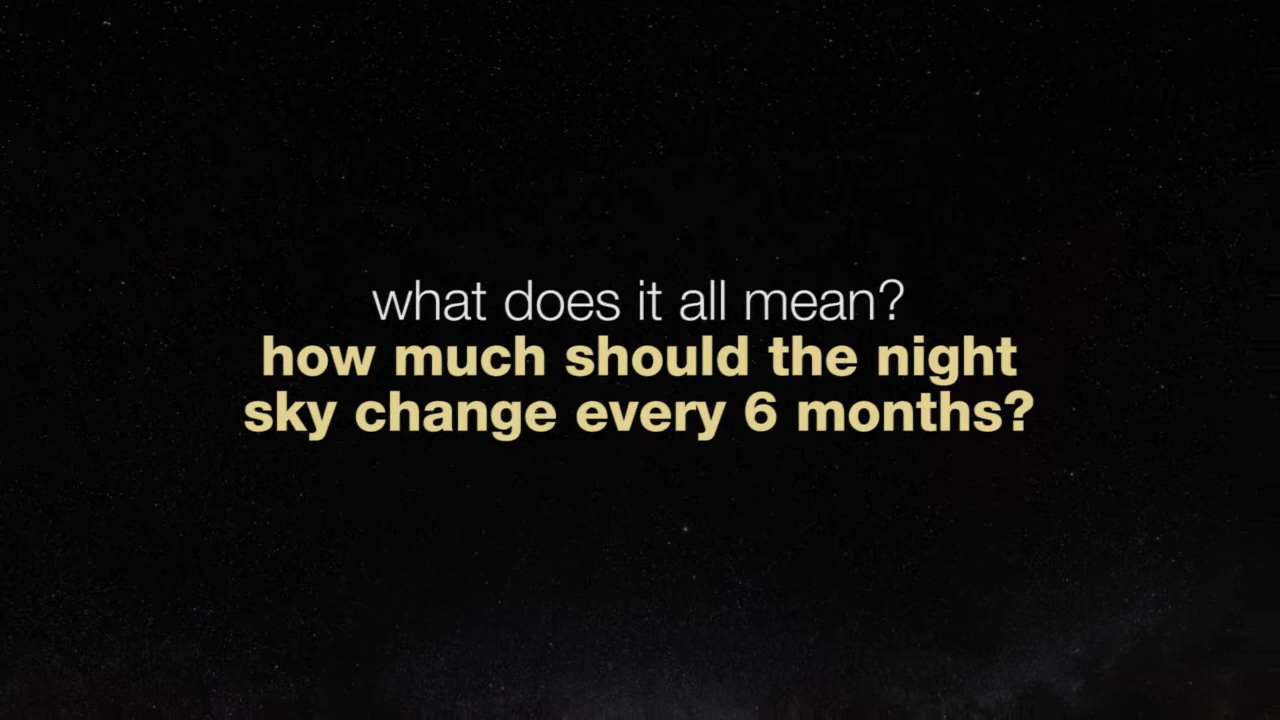 what does it all mean?
how much should the night
sky change every 6 months?